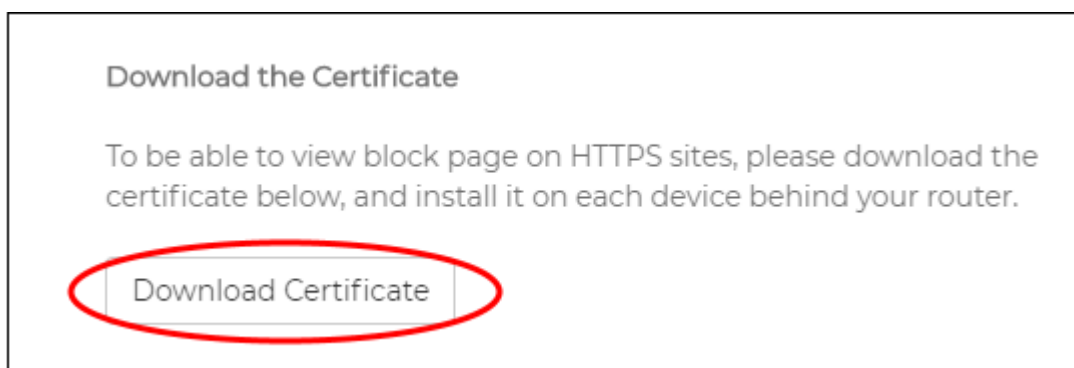 Download the Certificate
To be able to view block page on HTTPS sites, please download the
certificate below, and install it on each device behind your router.
Download Certificate